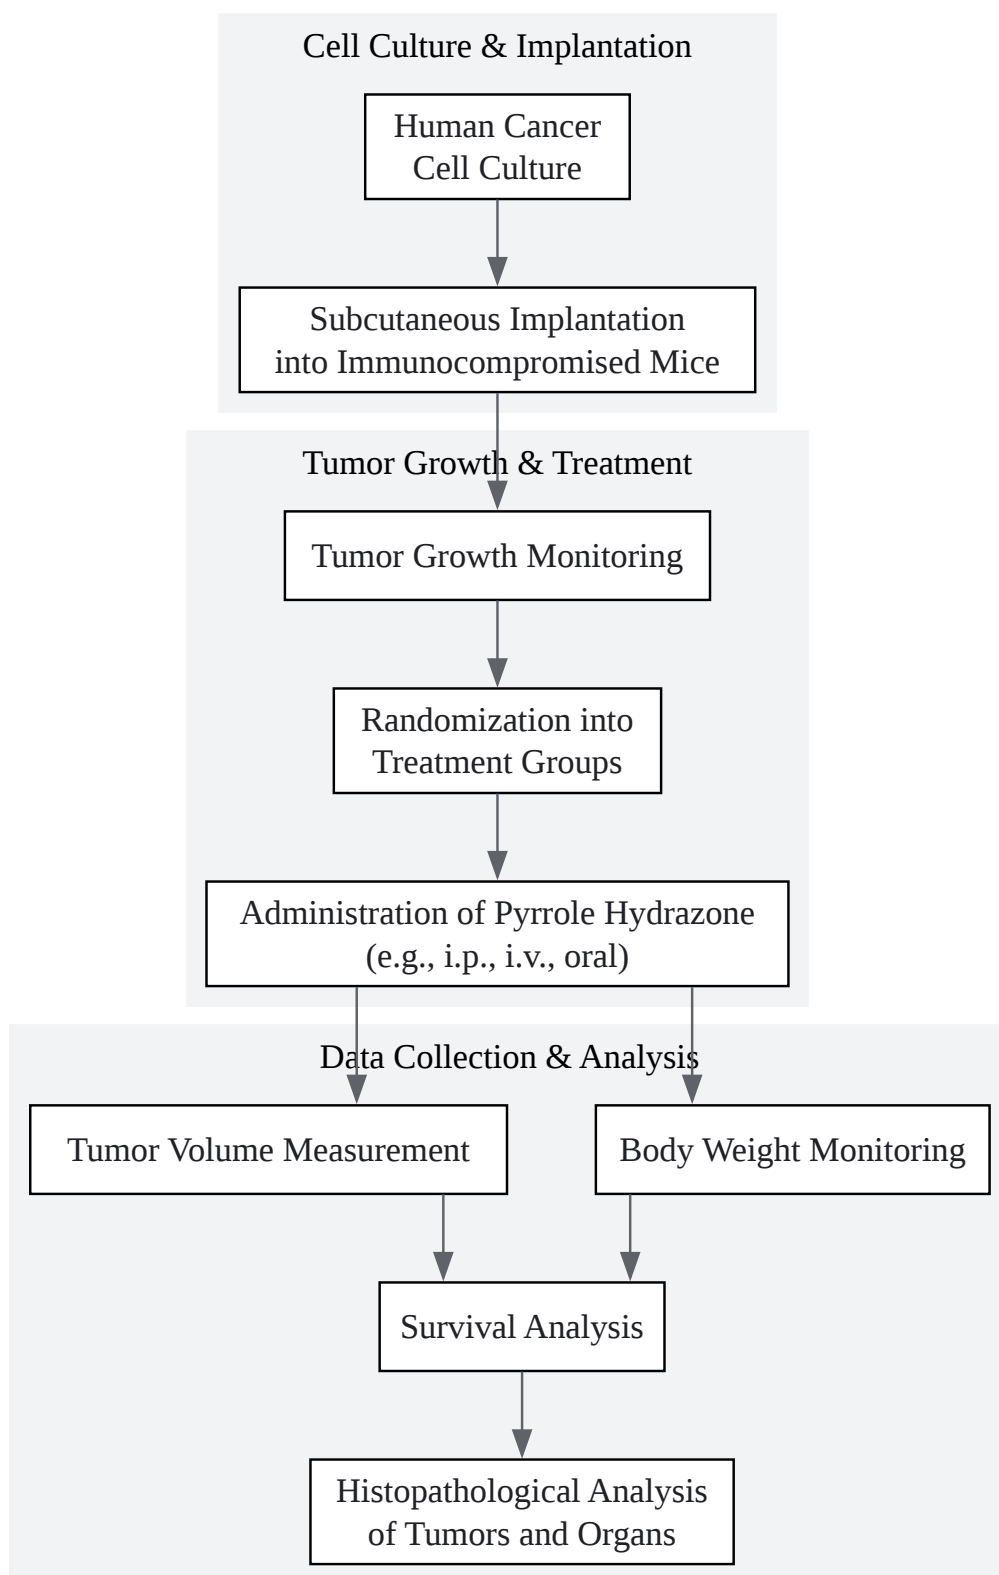 Cell Culture & Implantation
Human Cancer
Cell Culture
Subcutaneous Implantation
into Immunocompromised Mice
Tumor Growth & Treatment
Tumor Growth Monitoring
Randomization into
Treatment Groups
Administration of Pyrrole Hydrazone
(e.g., i.p., i.v., oral)
Data Collection & Analysis
Tumor Volume Measurement
Body Weight Monitoring
Survival Analysis
Histopathological Analysis
of Tumors and Organs